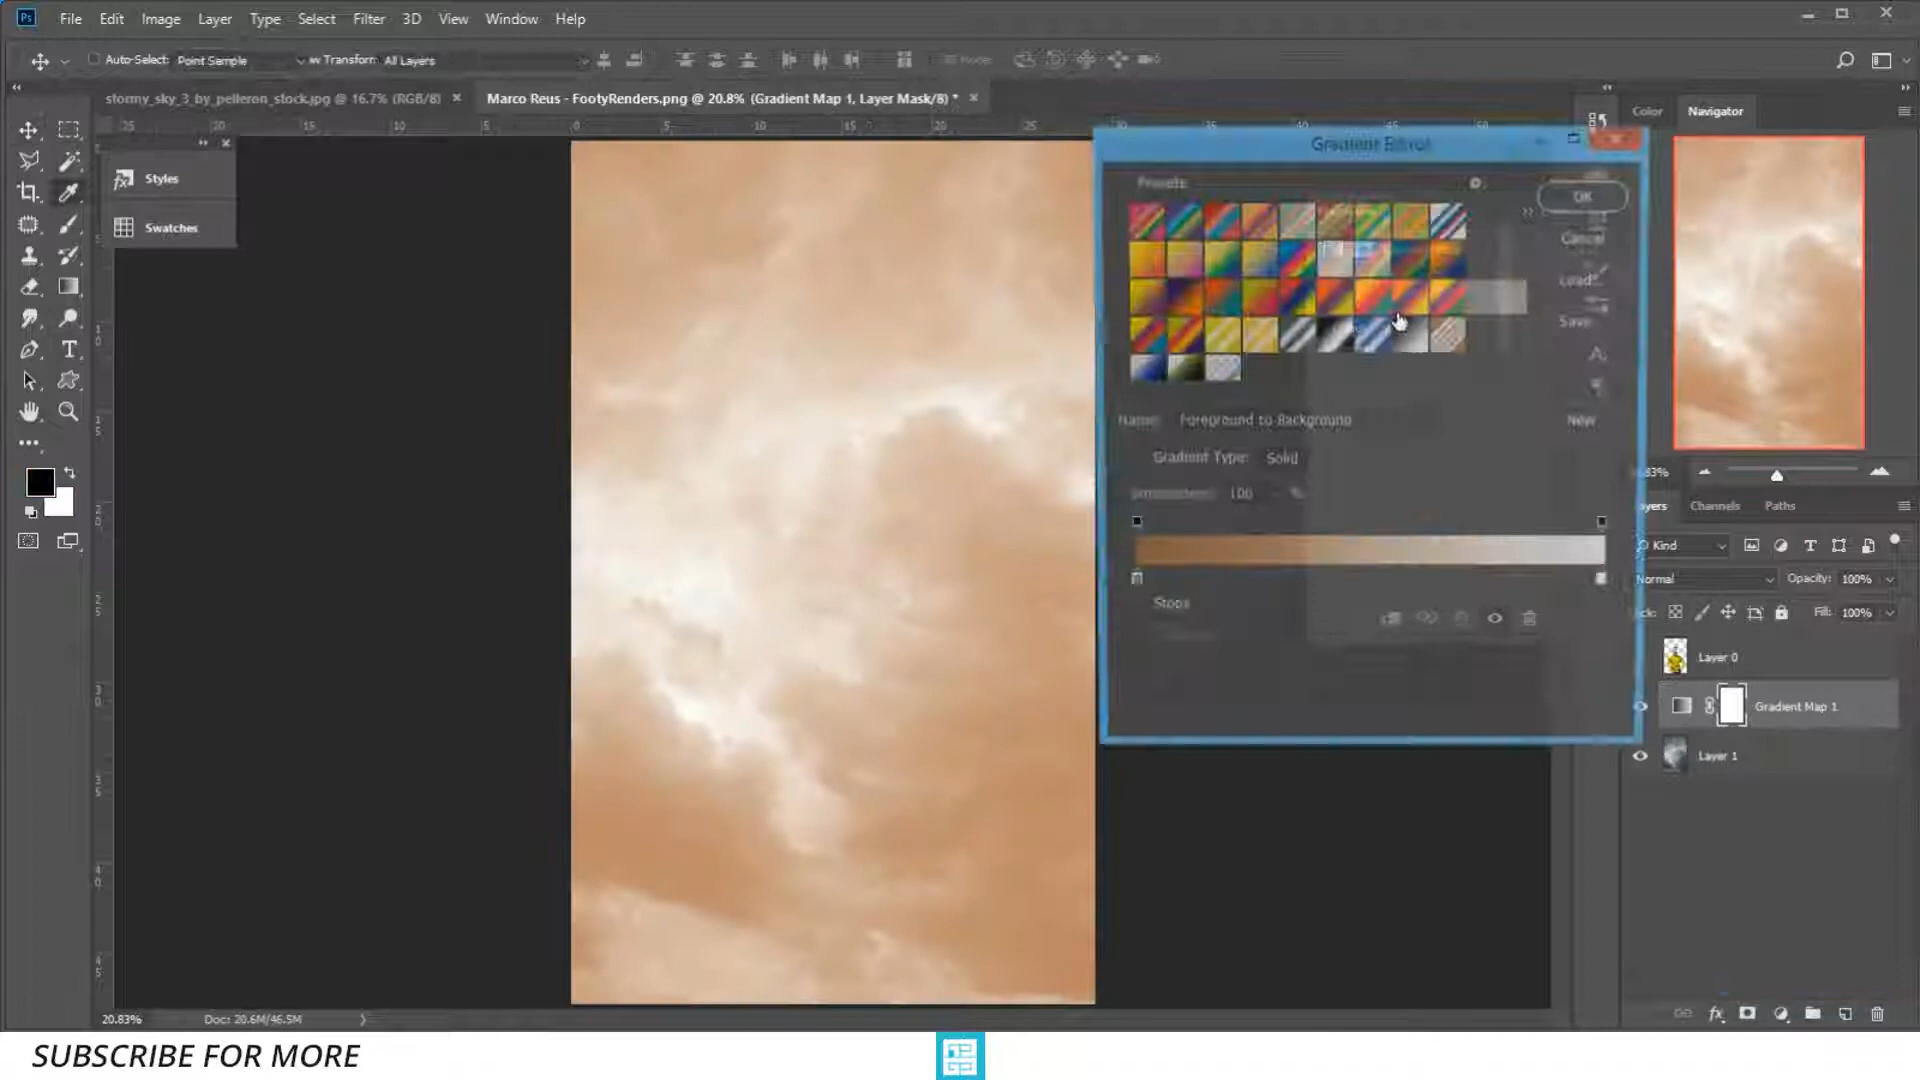 File Edit Image Layer Type Select Filter 3D View Window Help
Auto-Select: Point Sample Transform: All Layers
stormy_sky_3_by_pelleron_stock.jpg @ 16.7% (RGB/8) Marco Reus - FootyRenders.png @ 20.8% (Gradient Map 1, Layer Mask/8) *
Color Navigator
Styles
Swatches
Gradient Editor
Presets
OK
Cancel
Load...
Save
Name: Foreground to Background
New
Gradient Type: Solid
100 %
Stops
Channels Paths
Kind
Normal Opacity: 100%
Fill: 100%
Layer 0
Gradient Map 1
Layer 1
20.83% Doc: 20.6M/46.5M
SUBSCRIBE FOR MORE